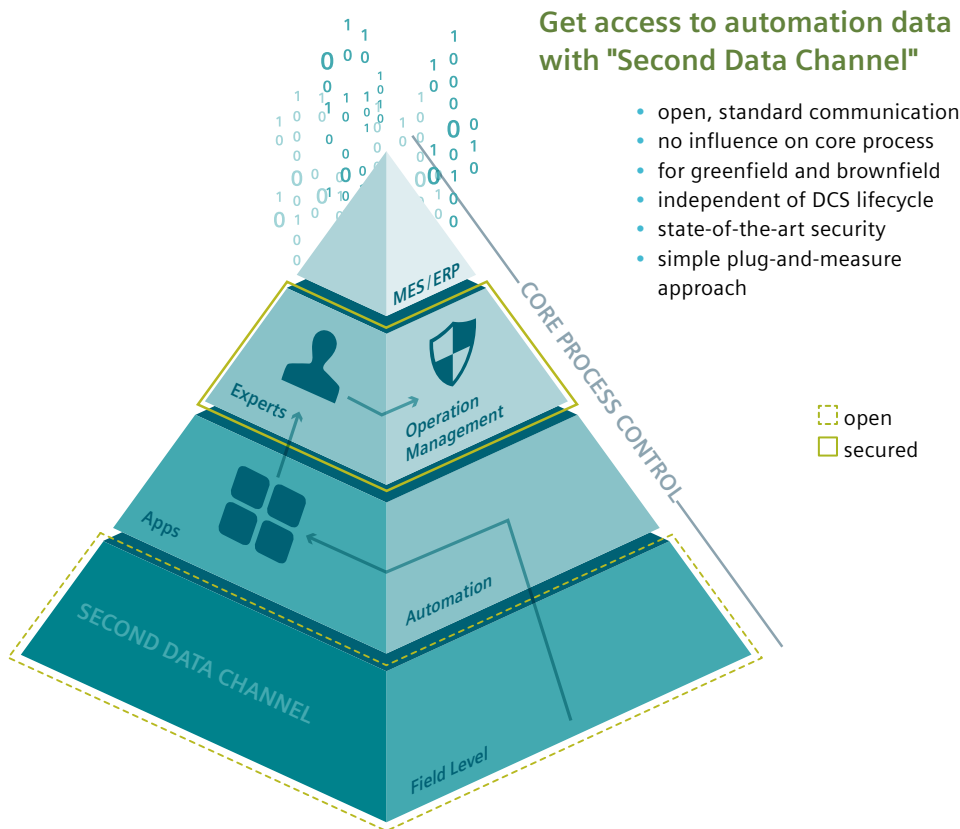 Get access to automation data
with "Second Data Channel"
• open, standard communication
• no influence on core process
• for greenfield and brownfield
• independent of DCS lifecycle
• state-of-the-art security
• simple plug-and-measure
approach
MES/ERP
CORE PROCESS CONTROL
Experts
Operation
Management
open
secured
Apps
Automation
SECOND DATA CHANNEL
Field Level